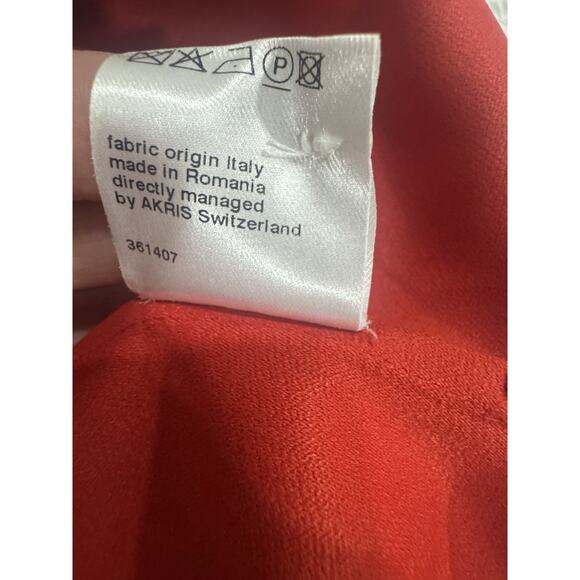 P
fabric origin Italy
made in Romania
directly managed
by AKRIS Switzerland
361407